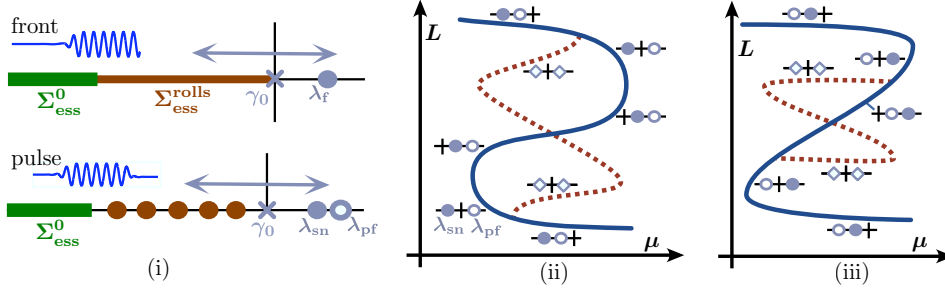 front
Σ⁰ess
Σʳᵒˡˡˢess
γ₀
λf
pulse
Σ⁰ess
γ₀
λsn
λpf
(i)
L
λsn
λpf
μ
(ii)
L
μ
(iii)